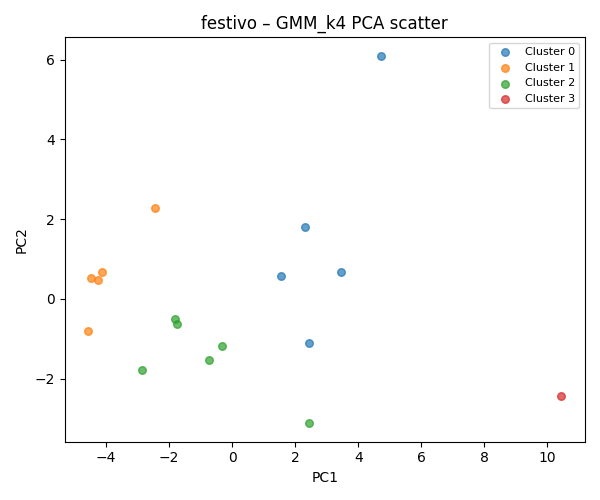 festivo – GMM_k4 PCA scatter
Cluster 0
Cluster 1
Cluster 2
Cluster 3
PC2
6
4
2
0
−2
−4
−2
0
2
4
6
8
10
PC1